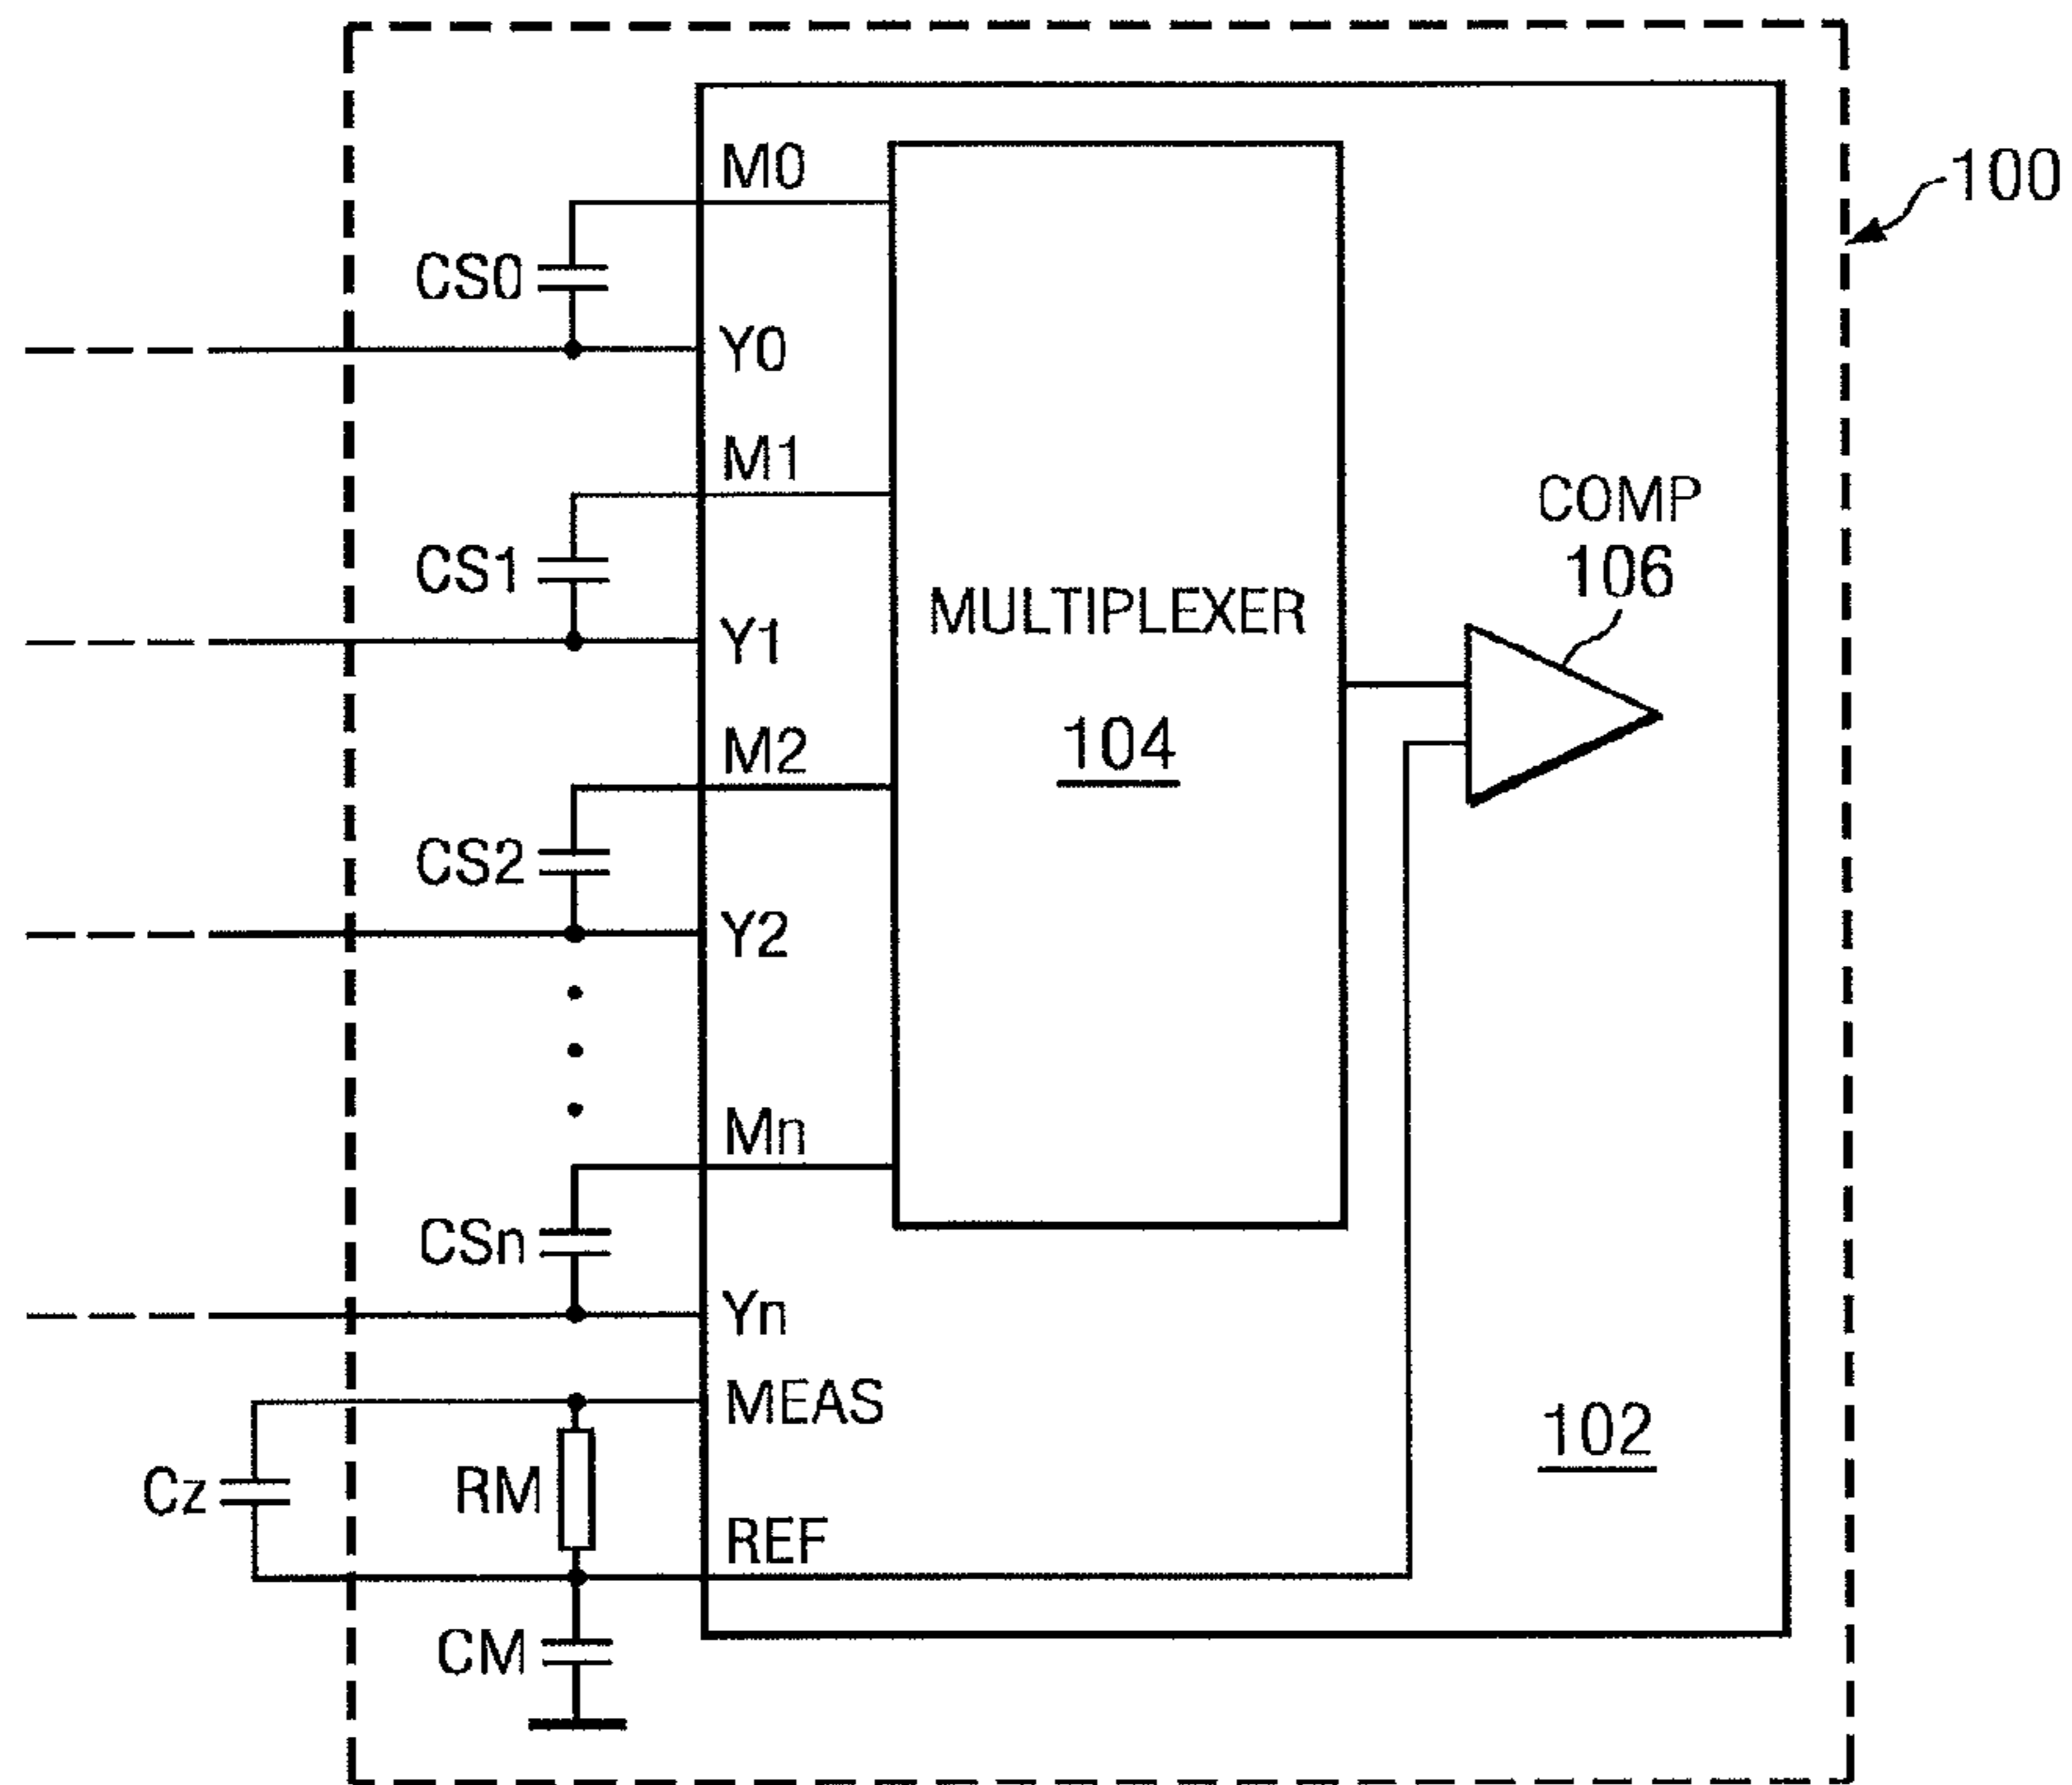 M0
100
CS0
Y0
M1
COMP
106
CS1
MULTIPLEXER
Y1
104
M2
CS2
Y2
Mn
CSn
Yn
MEAS
102
Cz
RM
REF
CM